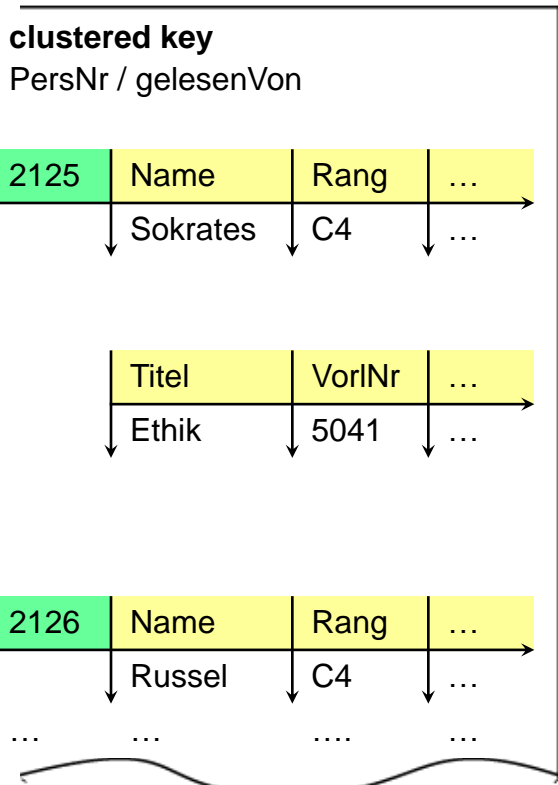 clustered key
PersNr / gelesenVon
2125 Name Rang …
Sokrates C4 …
Titel VorlNr …
Ethik 5041 …
2126 Name Rang …
Russel C4 …
… … …. …